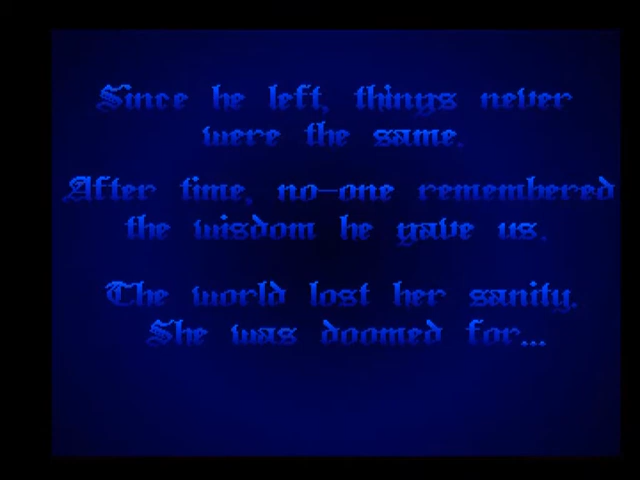 Since he left, things never
were the same.
After time, no-one remembered
the wisdom he gave us.
The world lost her sanity.
She was doomed for...